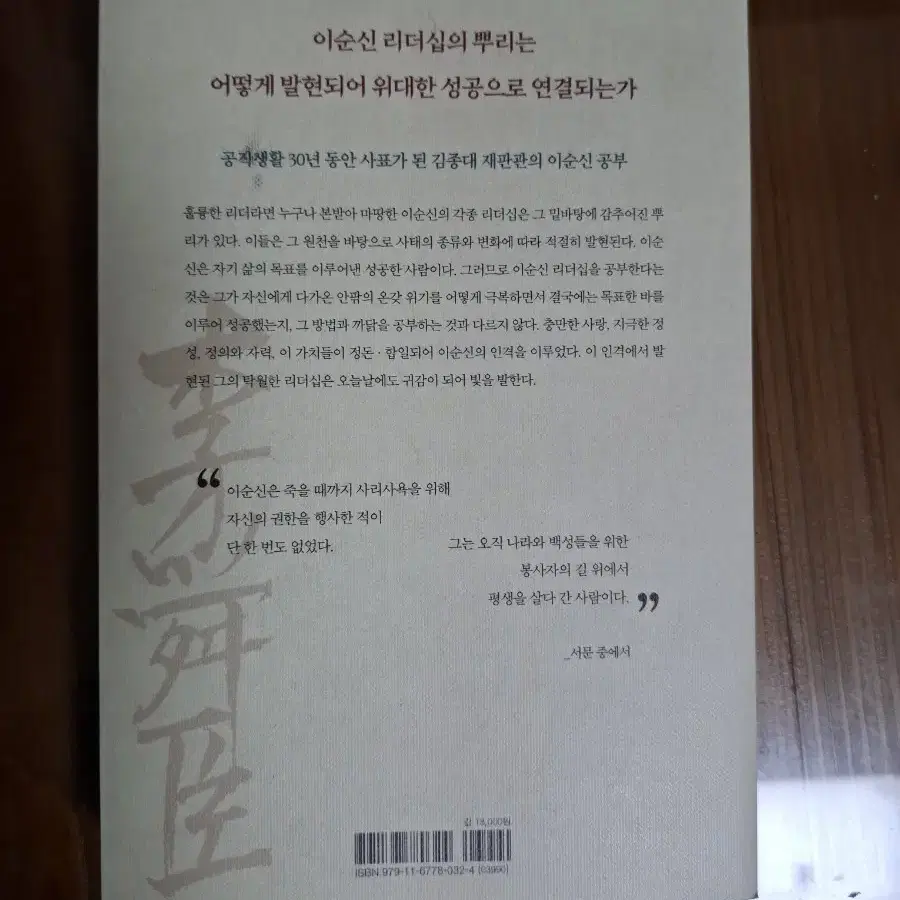 이순신 리더십의 뿌리는
어떻게 발현되어 위대한 성공으로 연결되는가
공직생활 30년 동안 사표가 된 김종대 재판관의 이순신 공부
훌륭한 리더라면 누구나 본받아 마땅한 이순신의 각종 리더십은 그 밑바탕에 감추어진 뿌
리가 있다. 이들은 그 원천을 바탕으로 사태의 종류와 변화에 따라 적절히 발현된다. 이순
신은 자기 삶의 목표를 이루어낸 성공한 사람이다. 그러므로 이순신 리더십을 공부한다는
것은 그가 자신에게 다가온 안팎의 온갖 위기를 어떻게 극복하면서 결국에는 목표한 바를
이루어 성공했는지, 그 방법과 까닭을 공부하는 것과 다르지 않다. 충만한 사랑, 지극한 정
성, 정의와 자력, 이 가치들이 정돈·합일되어 이순신의 인격을 이루었다. 이 인격에서 발
현된 그의 탁월한 리더십은 오늘날에도 귀감이 되어 빛을 발한다.
李舜臣
“이순신은 죽을 때까지 사리사욕을 위해
자신의 권한을 행사한 적이
단 한 번도 없었다.
그는 오직 나라와 백성들을 위한
봉사자의 길 위에서
평생을 살다 간 사람이다.”
_서문 중에서
값 18,000원
ISBN 979-11-6778-032-4 (03990)